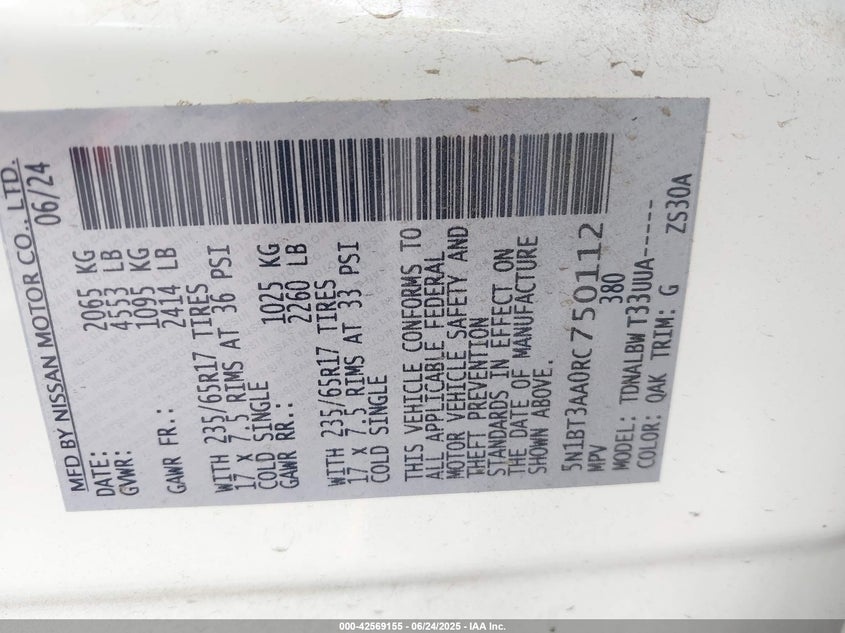 MFD BY NISSAN MOTOR CO., LTD.
DATE: 06/24
GVWR: 2065 KG
4553 LB
GAWR FR.: 1095 KG
2414 LB
WITH 235/65R17 TIRES
17 X 7.5 RIMS AT 36 PSI
COLD SINGLE
GAWR RR.: 1025 KG
2260 LB
WITH 235/65R17 TIRES
17 X 7.5 RIMS AT 33 PSI
COLD SINGLE
THIS VEHICLE CONFORMS TO
ALL APPLICABLE FEDERAL
MOTOR VEHICLE SAFETY AND
THEFT PREVENTION
STANDARDS IN EFFECT ON
THE DATE OF MANUFACTURE
SHOWN ABOVE.
5N1BT3AA0RC750112
MPV 380
MODEL: TDNALBW T33UUA-----
COLOR: QAK TRIM: G ZS30A
000-42569155 - 06/24/2025 - IAA Inc.